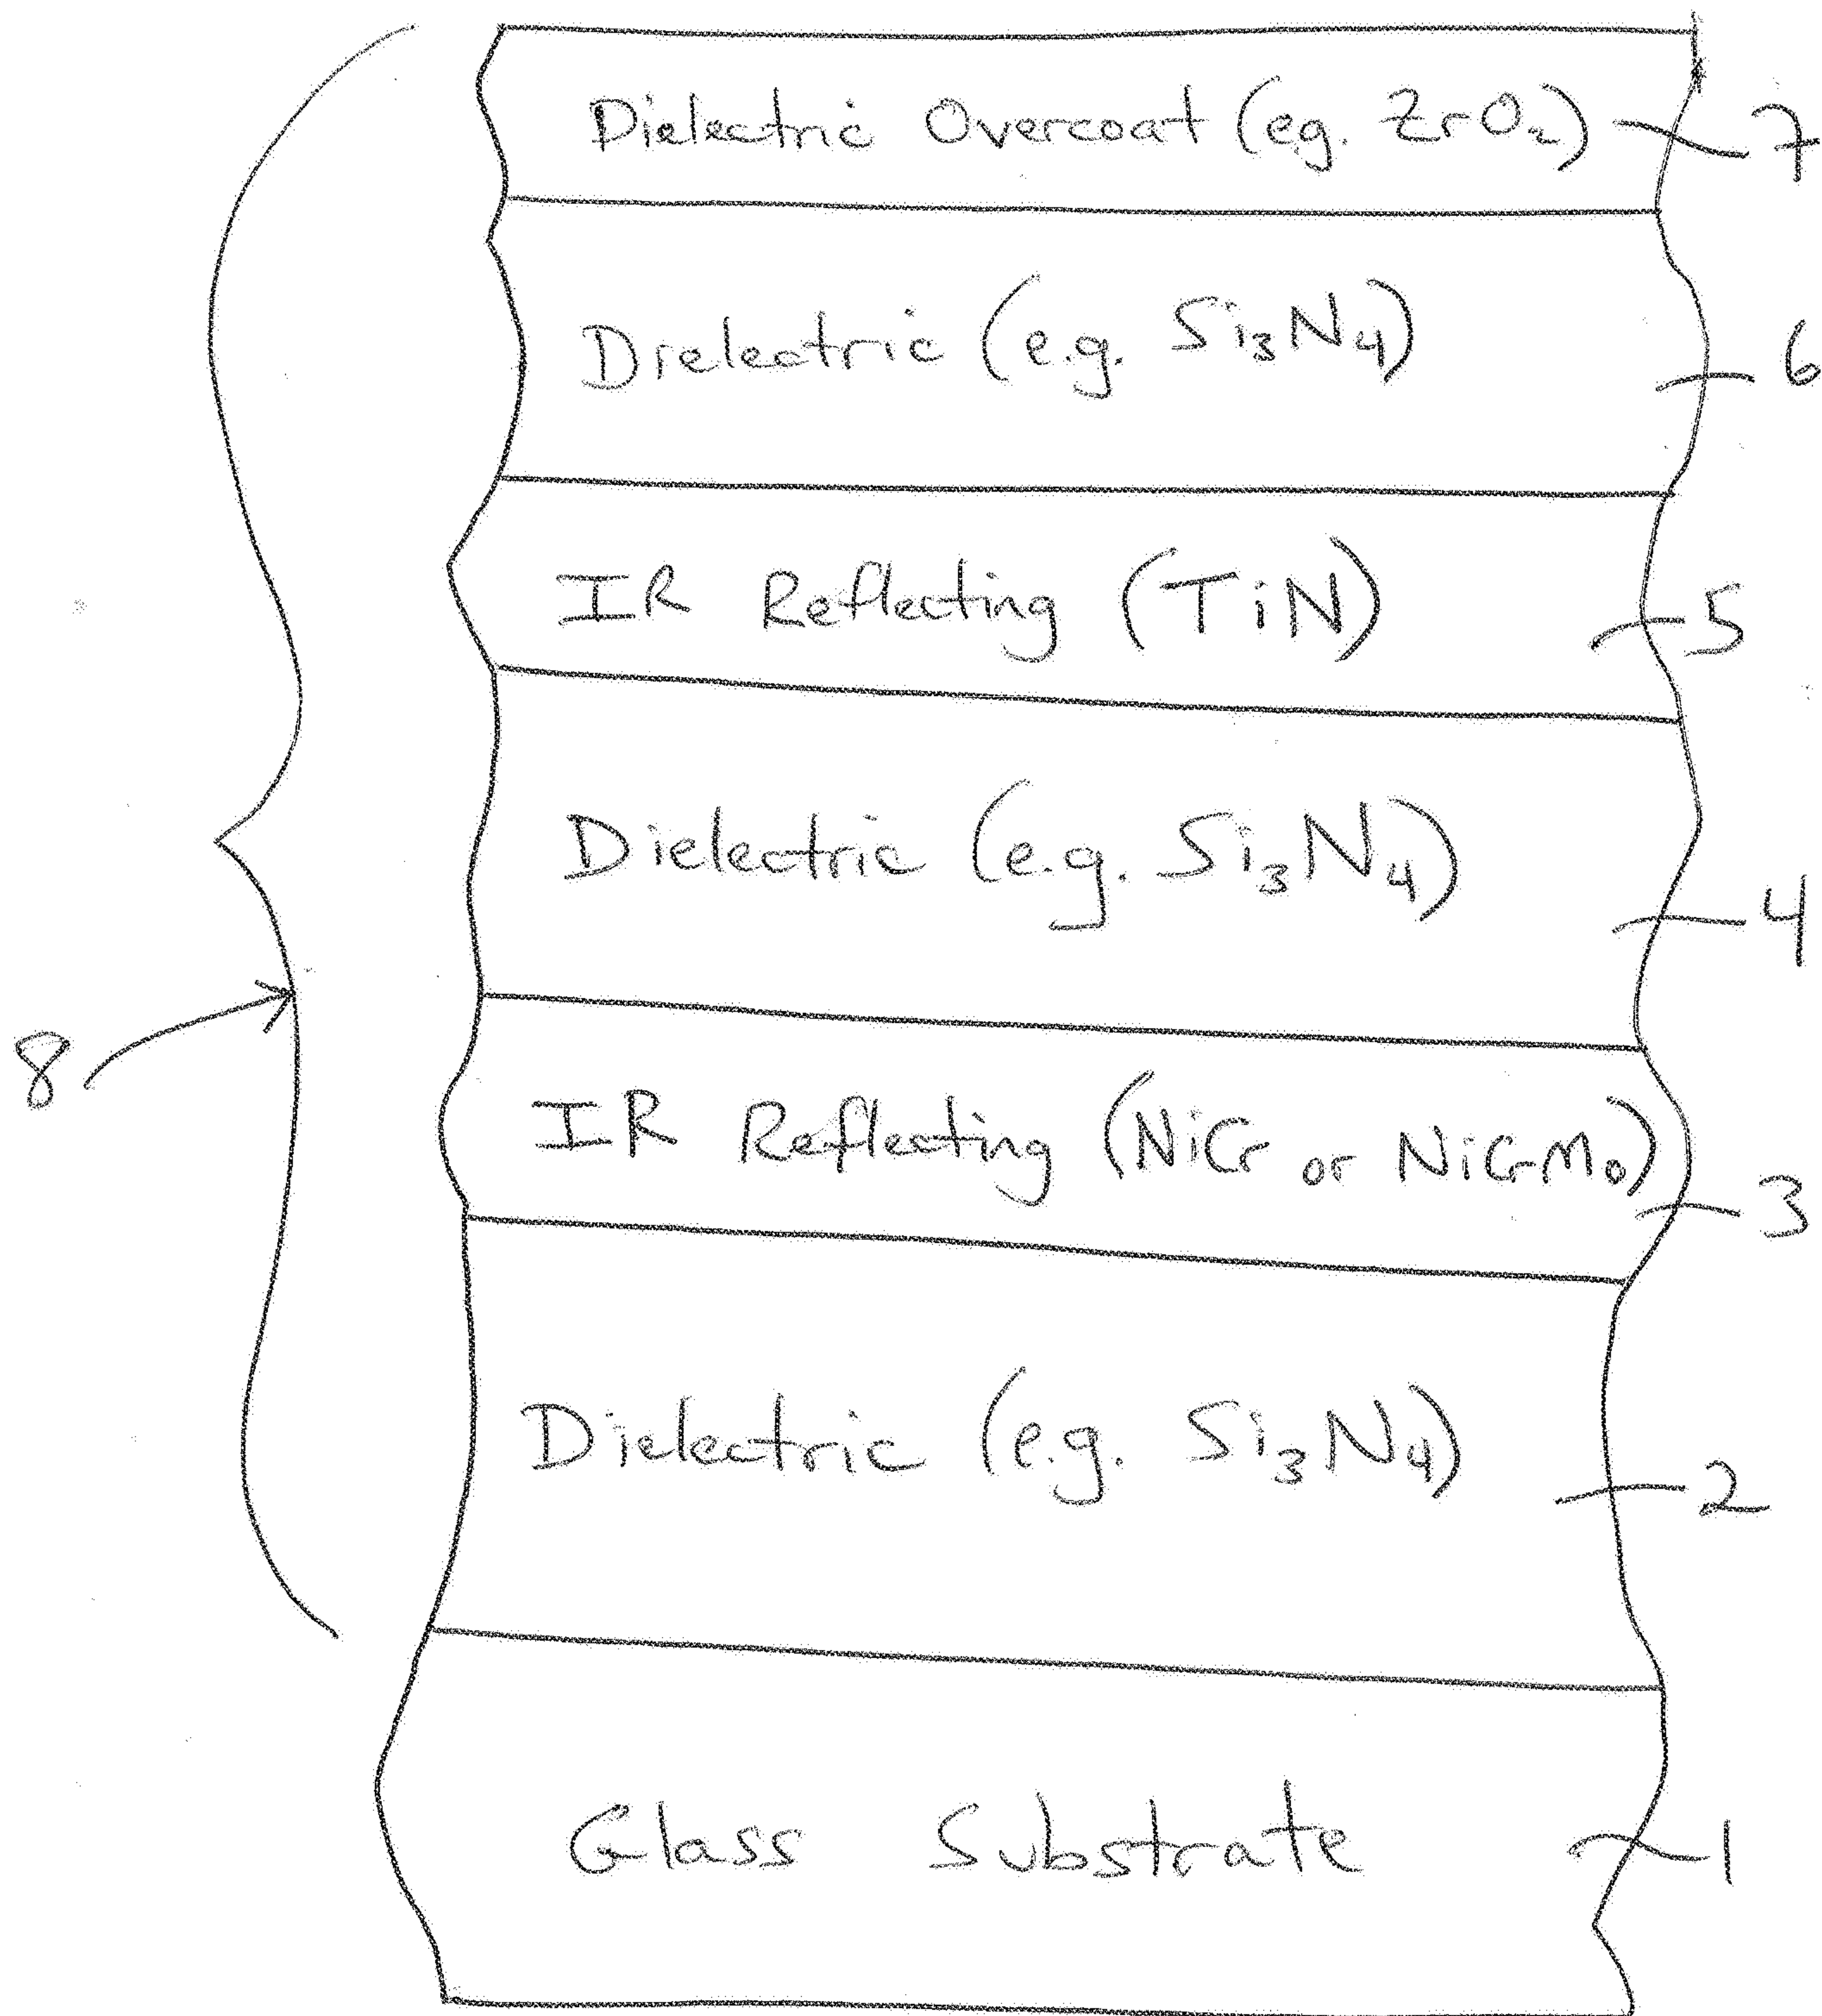 Dielectric Overcoat (eg. ZrO₂) 7
Dielectric (e.g. Si₃N₄) 6
IR Reflecting (TiN) 5
Dielectric (e.g. Si₃N₄) 4
8
IR Reflecting (NiCr or NiCrMo) 3
Dielectric (e.g. Si₃N₄) 2
Glass Substrate 1